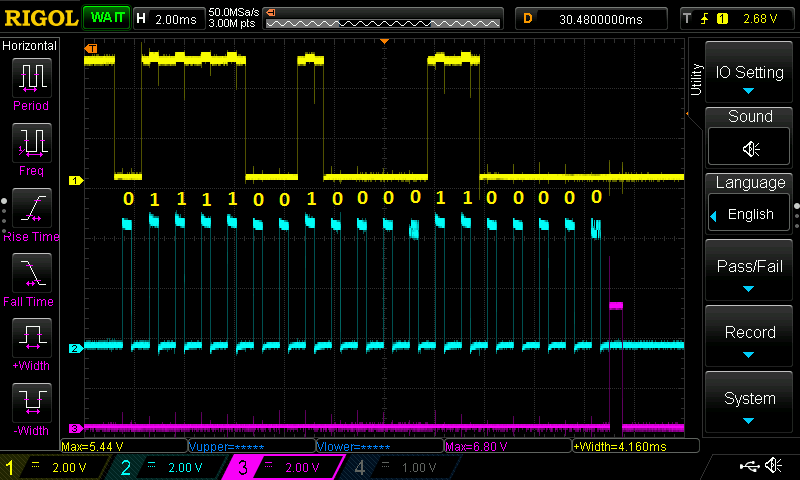 RIGOL WAIT H 2.00ms 50.0MSa/s 3.00M pts D 30.4800000ms T 1 2.68 V
Horizontal
Period
Freq
Rise Time
Fall Time
+Width
-Width
T
1
0 1 1 1 1 0 0 1 0 0 0 0 1 1 0 0 0 0 0
2
3
Max=5.44 V Vupper=***** Vlower=***** Max=6.80 V +Width=4.160ms
1 2.00 V 2 2.00 V 3 2.00 V 4 1.00 V
Utility
IO Setting
Sound
Language
English
Pass/Fail
Record
System